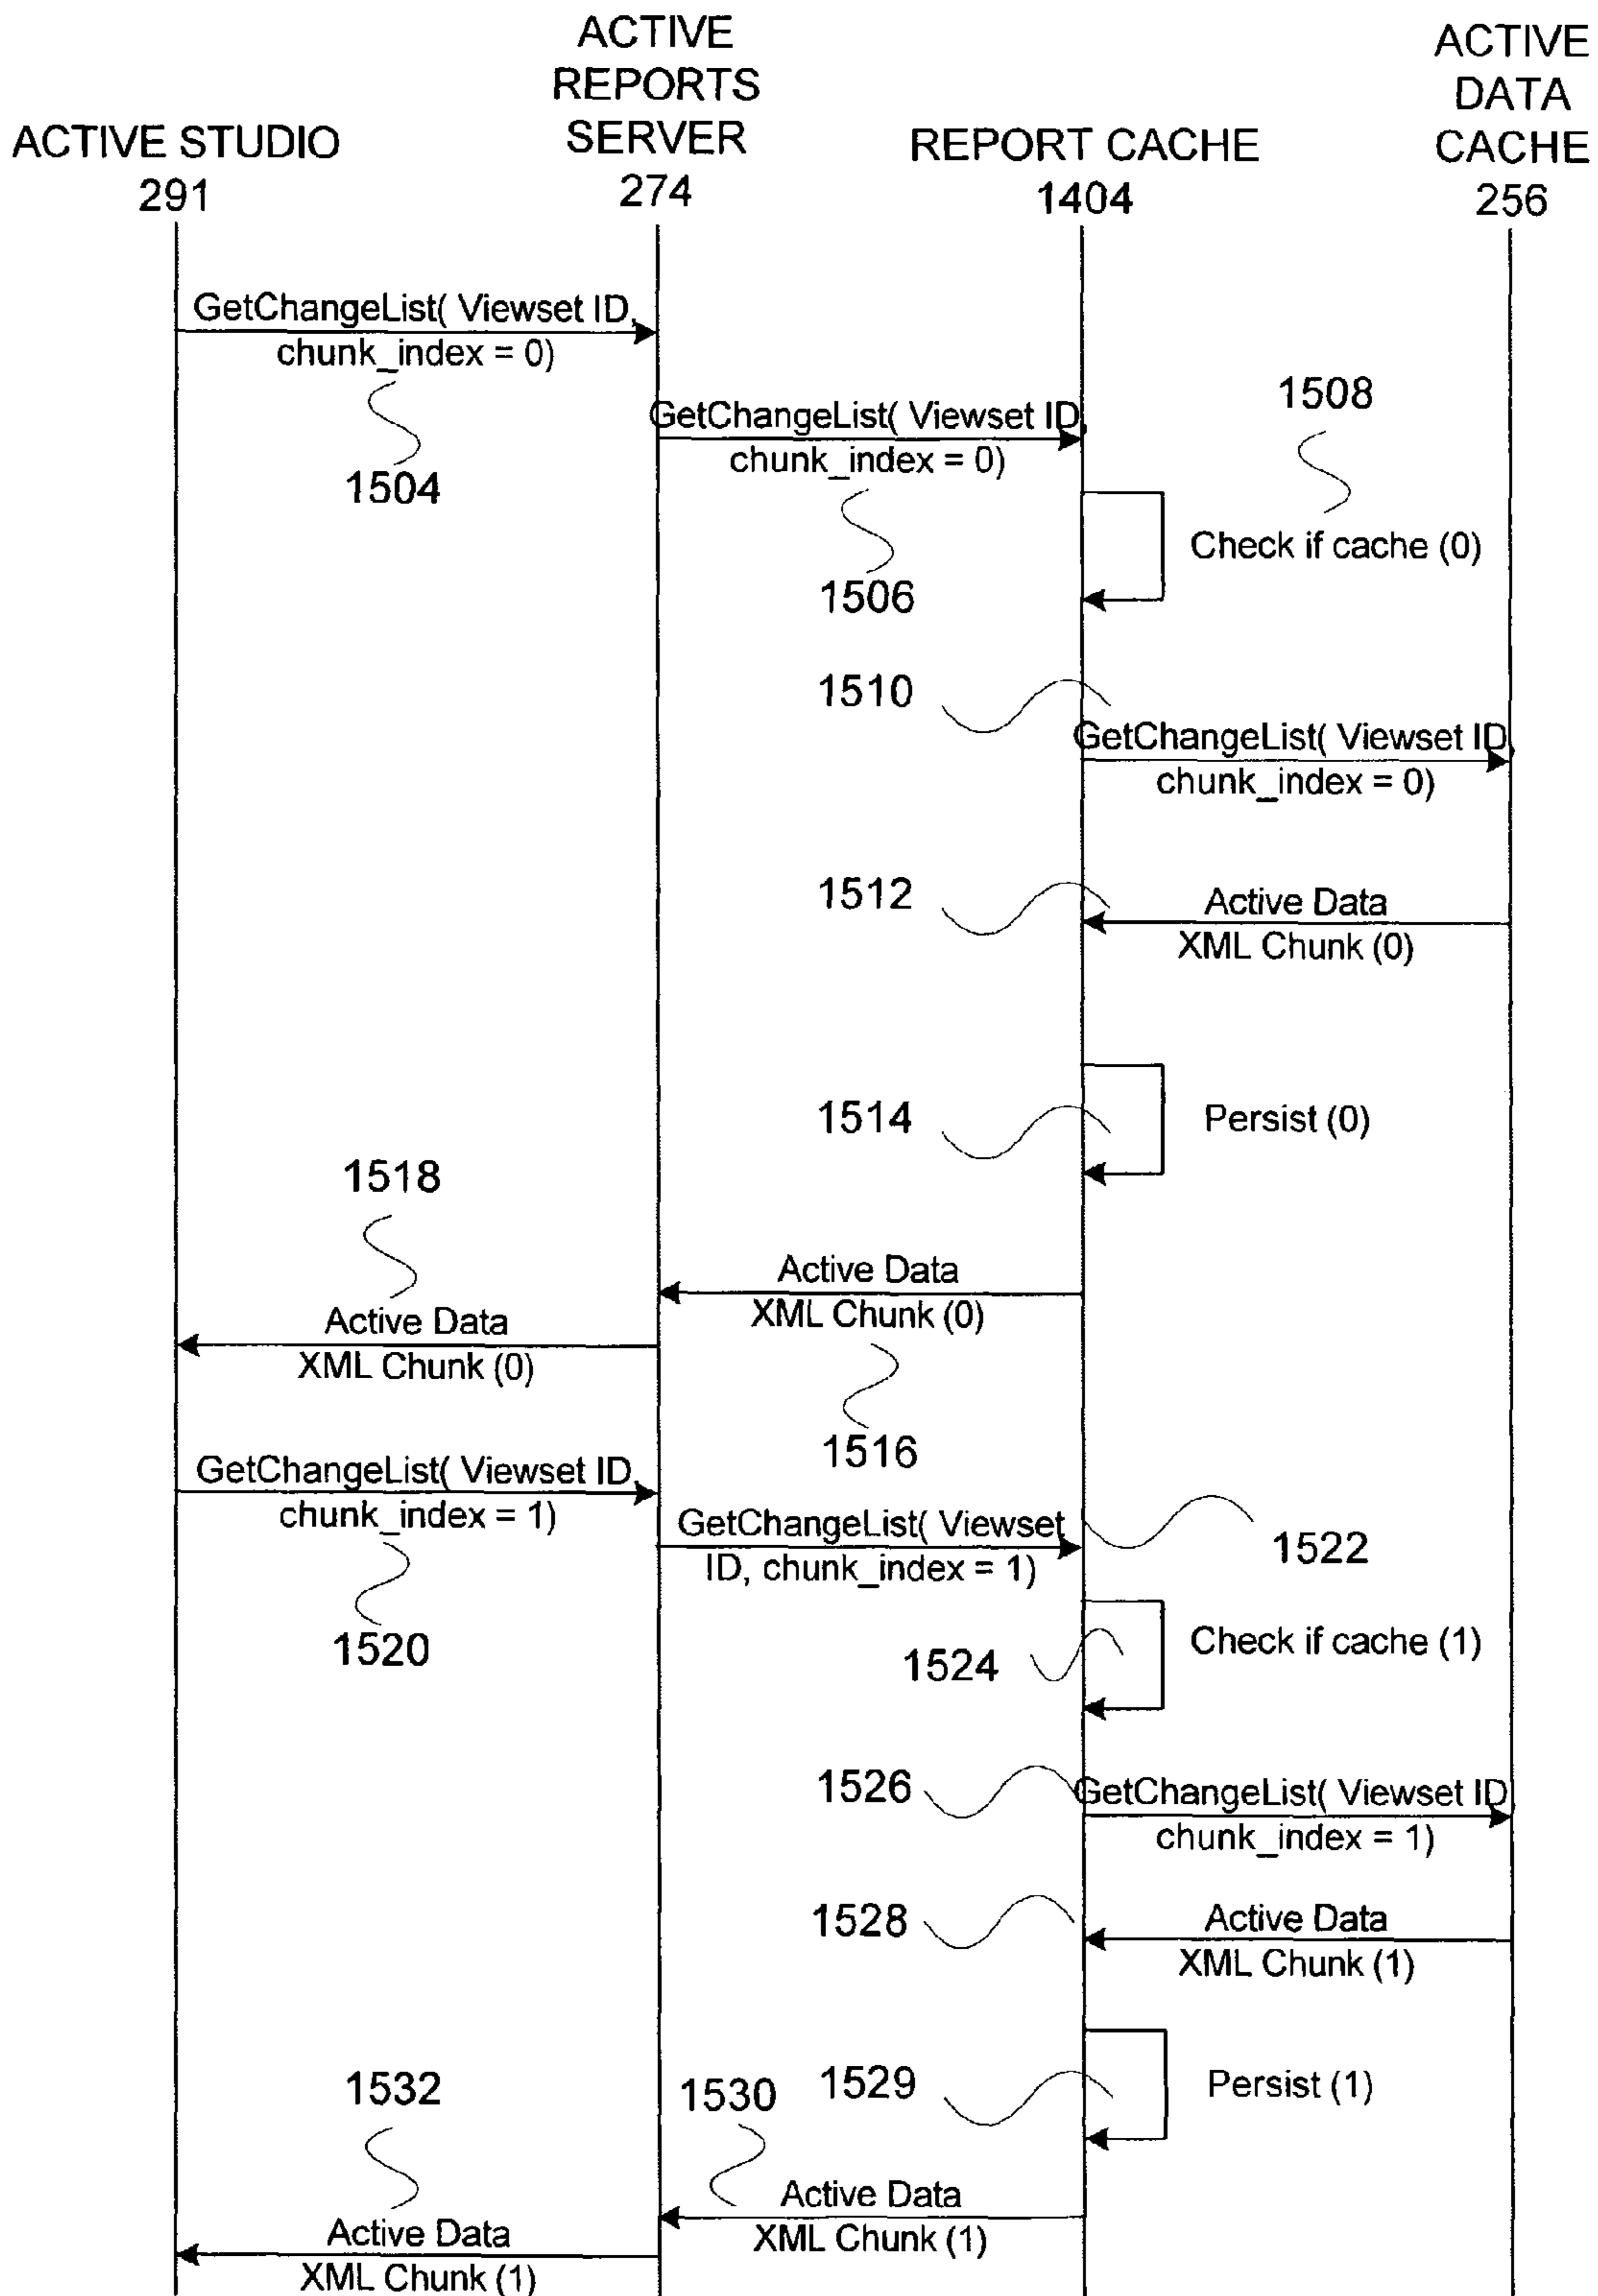 ACTIVE STUDIO
291
ACTIVE
REPORTS
SERVER
274
REPORT CACHE
1404
ACTIVE
DATA
CACHE
256
GetChangeList( Viewset ID,
chunk_index = 0)
1504
GetChangeList( Viewset ID,
chunk_index = 0)
1506
1508
Check if cache (0)
1510
GetChangeList( Viewset ID,
chunk_index = 0)
1512
Active Data
XML Chunk (0)
1514
Persist (0)
1518
Active Data
XML Chunk (0)
1516
Active Data
XML Chunk (0)
GetChangeList( Viewset ID,
chunk_index = 1)
1520
GetChangeList( Viewset
ID, chunk_index = 1)
1522
1524
Check if cache (1)
1526
GetChangeList( Viewset ID,
chunk_index = 1)
1528
Active Data
XML Chunk (1)
1529
Persist (1)
1532
1530
Active Data
XML Chunk (1)
Active Data
XML Chunk (1)